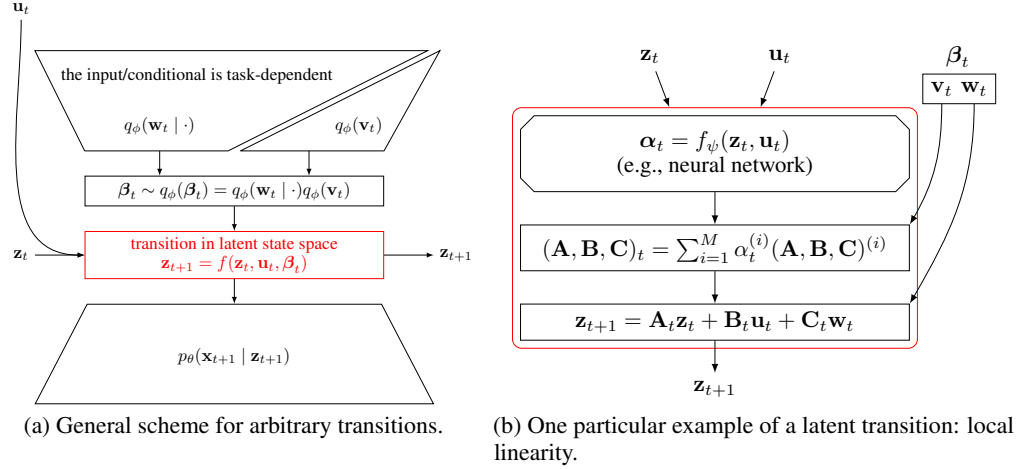 u_t
the input/conditional is task-dependent
q_ϕ(w_t | ·)
q_ϕ(v_t)
β_t ∼ q_ϕ(β_t) = q_ϕ(w_t | ·)q_ϕ(v_t)
z_t
transition in latent state space
z_{t+1} = f(z_t, u_t, β_t)
z_{t+1}
p_θ(x_{t+1} | z_{t+1})
(a) General scheme for arbitrary transitions.
z_t
u_t
β_t
v_t w_t
α_t = f_ψ(z_t, u_t)
(e.g., neural network)
(A, B, C)_t = ∑_{i=1}^{M} α_t^{(i)}(A, B, C)^{(i)}
z_{t+1} = A_t z_t + B_t u_t + C_t w_t
z_{t+1}
(b) One particular example of a latent transition: local
linearity.